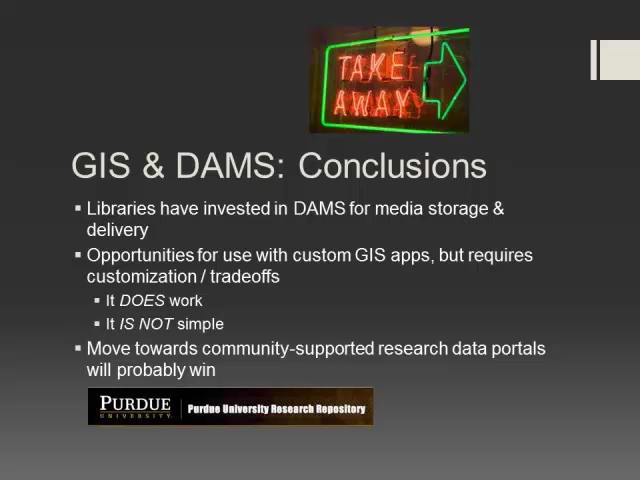 TAKE
AWAY
GIS & DAMS: Conclusions
▪ Libraries have invested in DAMS for media storage &
delivery
▪ Opportunities for use with custom GIS apps, but requires
customization / tradeoffs
▪ It DOES work
▪ It IS NOT simple
▪ Move towards community-supported research data portals
will probably win
PURDUE
UNIVERSITY
Purdue University Research Repository